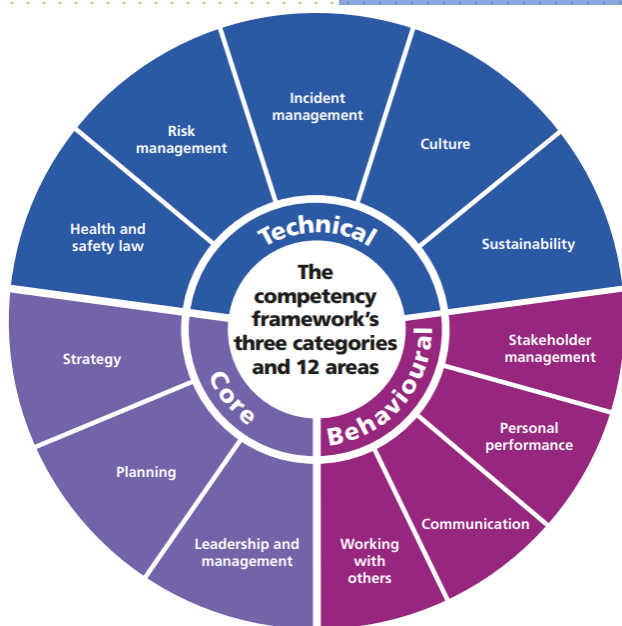 Incident
management
Risk
management
Culture
Health and
safety law
Sustainability
Technical
The
competency
framework's
three categories
and 12 areas
Stakeholder
management
Strategy
Core
Behavioural
Personal
performance
Planning
Communication
Leadership and
management
Working
with
others